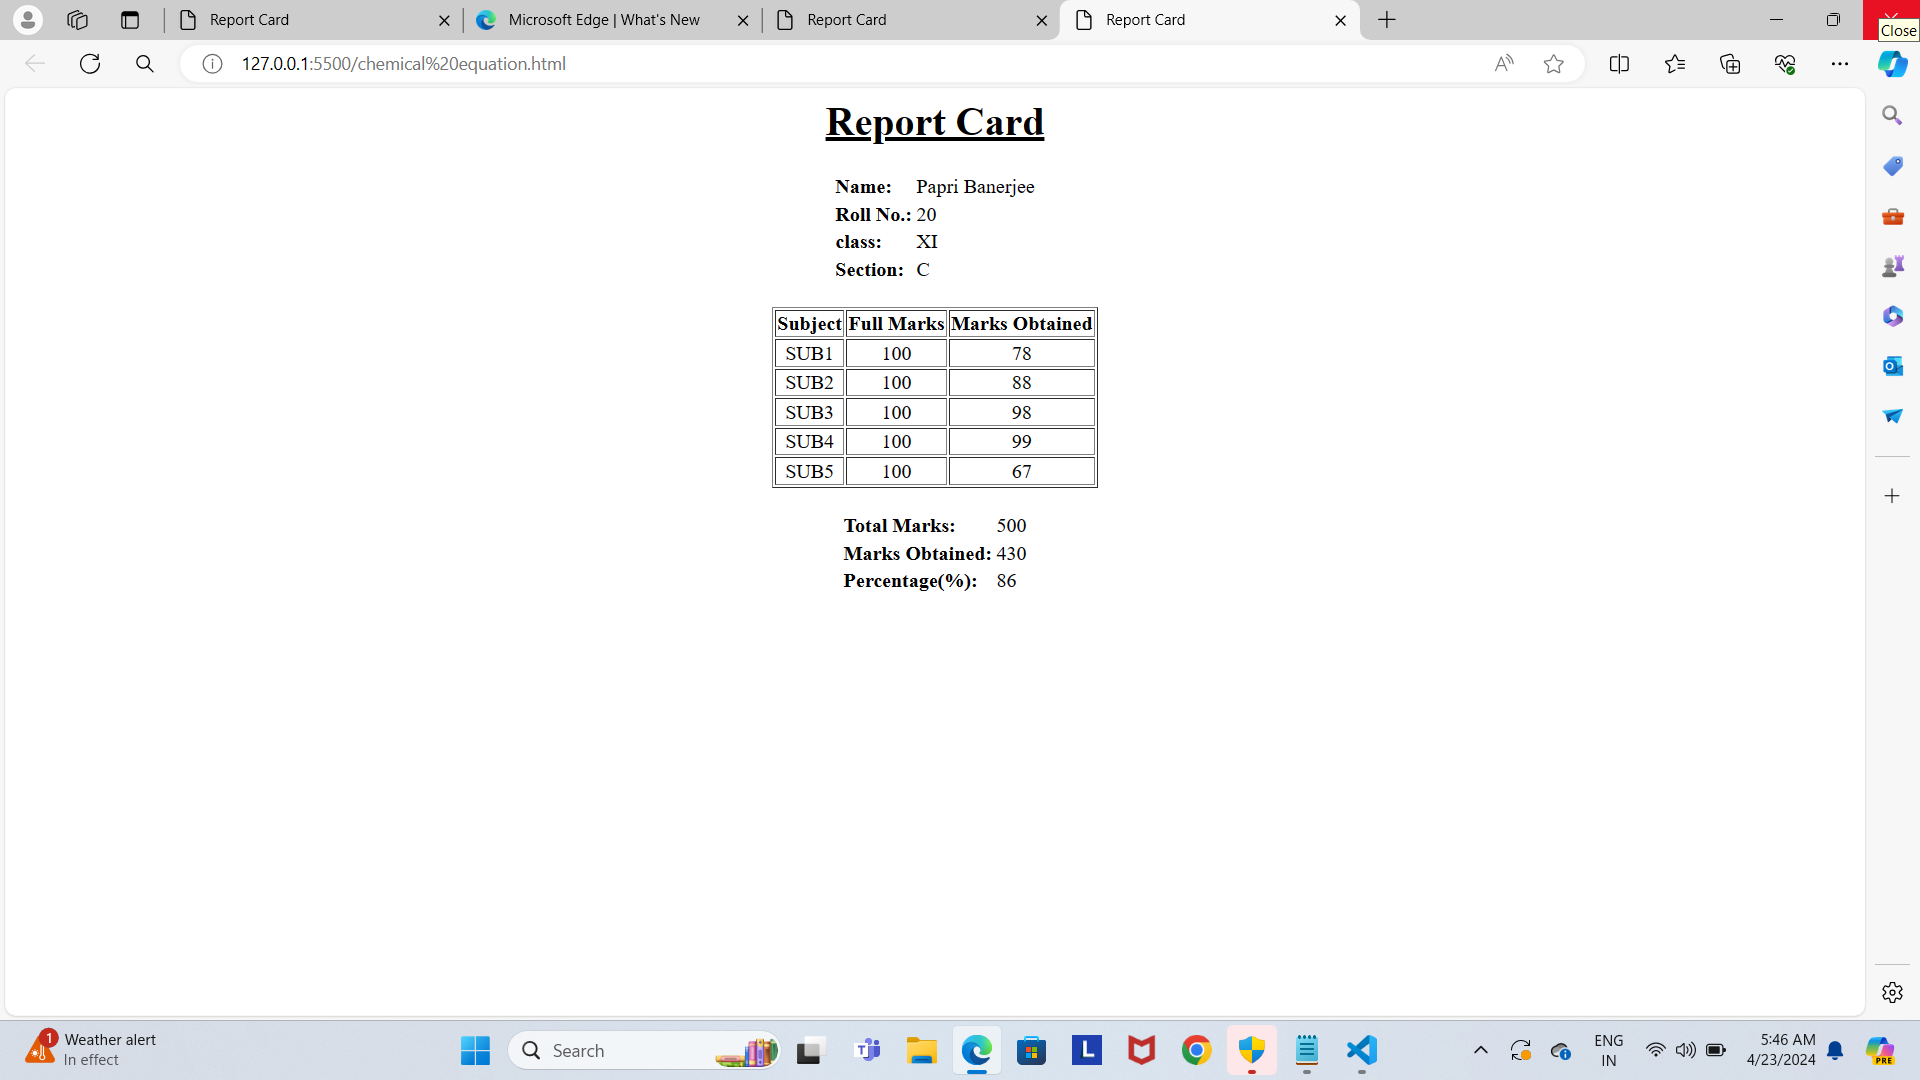 Report Card
Microsoft Edge | What's New
Report Card
Report Card
Close
127.0.0.1:5500/chemical%20equation.html
Report Card
Name: Papri Banerjee
Roll No.: 20
class: XI
Section: C
Subject Full Marks Marks Obtained
SUB1 100 78
SUB2 100 88
SUB3 100 98
SUB4 100 99
SUB5 100 67
Total Marks: 500
Marks Obtained: 430
Percentage(%): 86
1
Weather alert
In effect
Search
L
ENG
IN
5:46 AM
4/23/2024
PRE